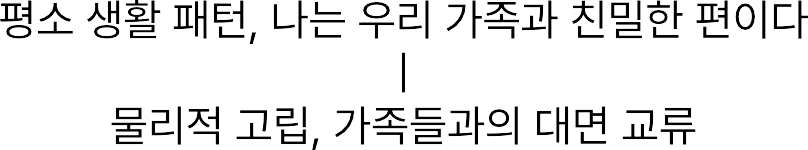 평소 생활 패턴, 나는 우리 가족과 친밀한 편이다
|
물리적 고립, 가족들과의 대면 교류